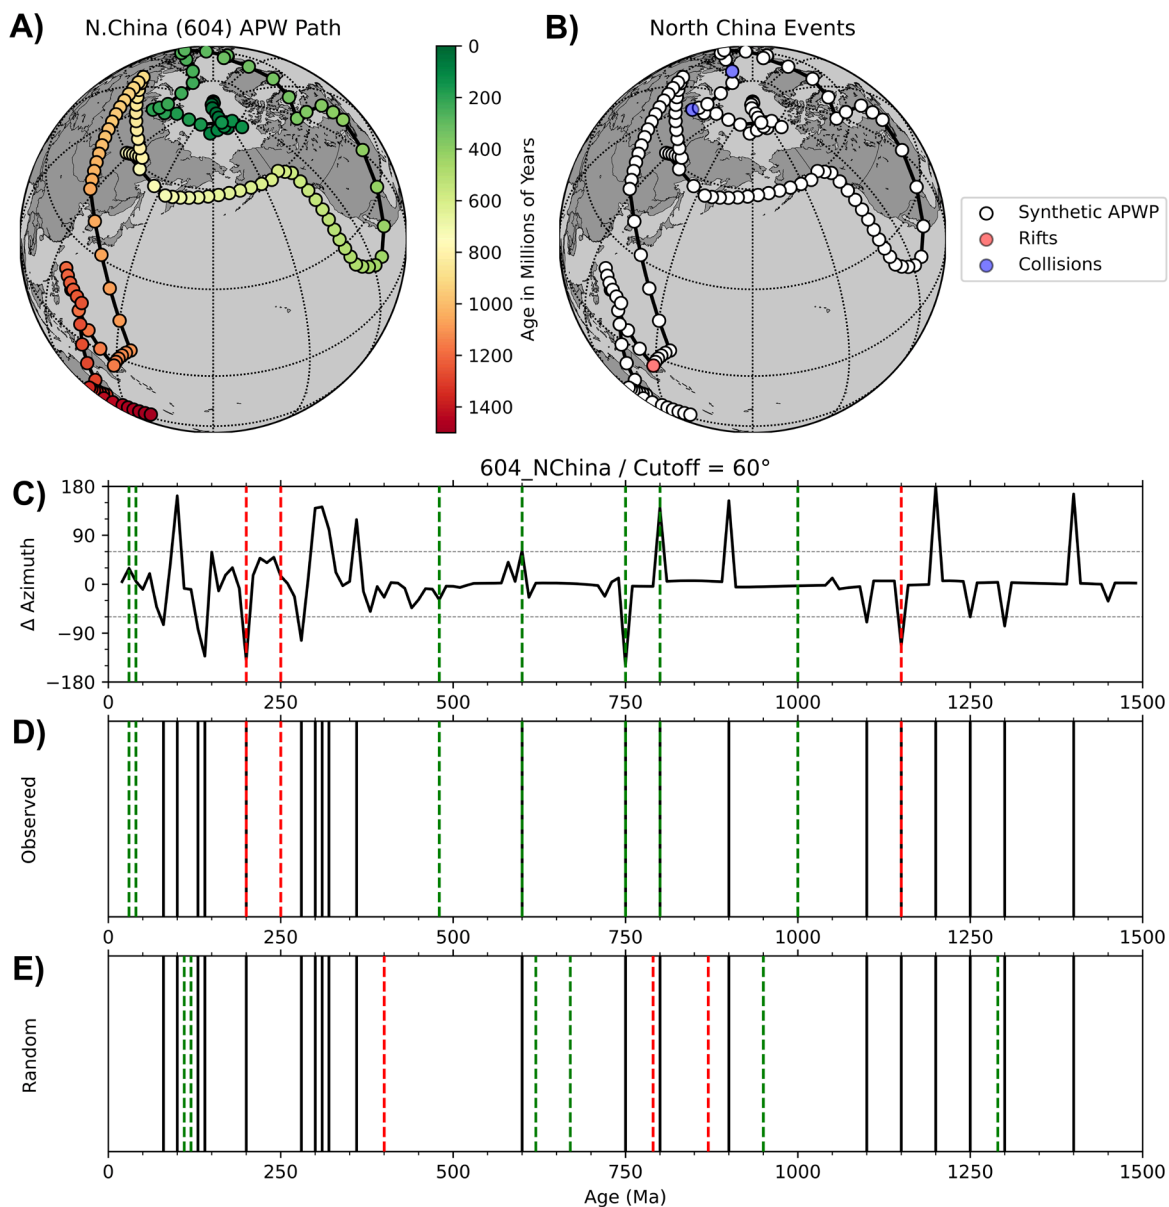 A)
N.China (604) APW Path
0
200
400
600
800
1000
1200
1400
Age in Millions of Years
B)
North China Events
Synthetic APWP
Rifts
Collisions
C)
604_NChina / Cutoff = 60°
180
90
0
−90
−180
Δ Azimuth
0 250 500 750 1000 1250 1500
D)
Observed
0 250 500 750 1000 1250 1500
E)
Random
0 250 500 750 1000 1250 1500
Age (Ma)